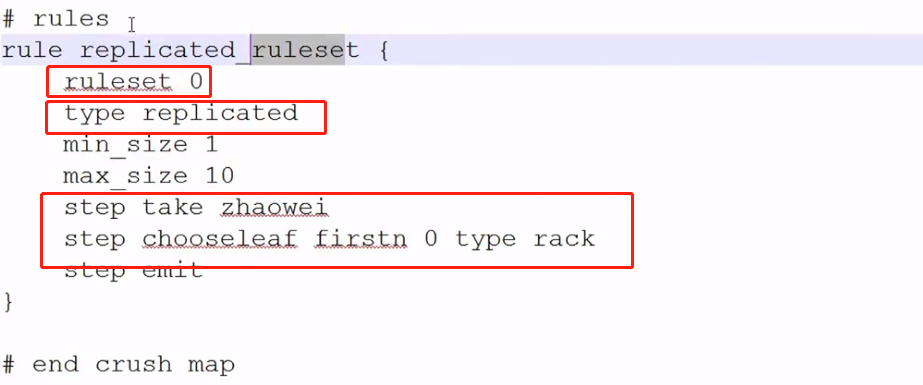 # rules
rule replicated_ruleset {
ruleset 0
type replicated
min_size 1
max_size 10
step take zhaowei
step chooseleaf firstn 0 type rack
step emit
}
# end crush map